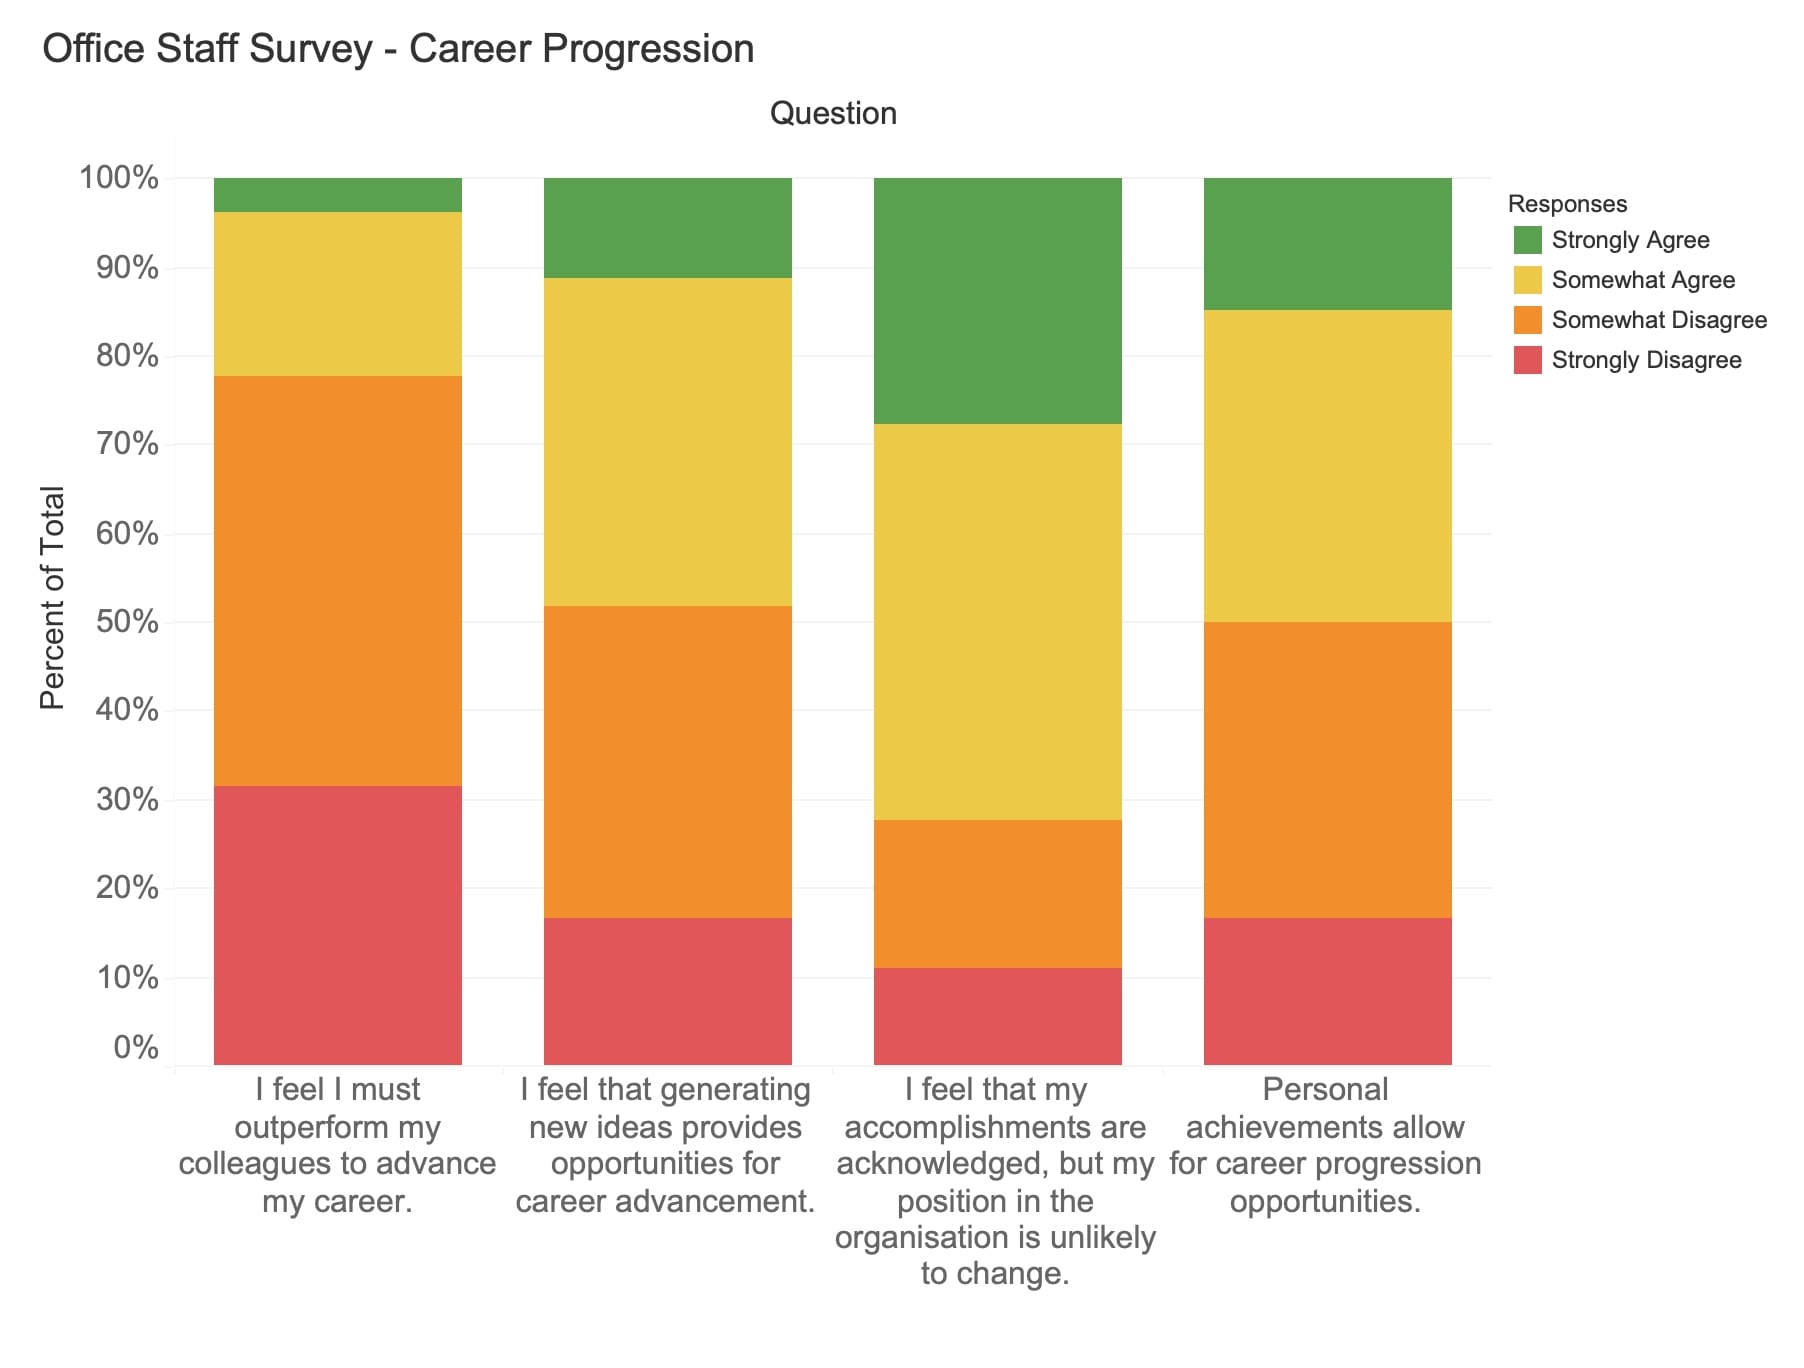 Office Staff Survey - Career Progression
Question
100%
90%
80%
70%
60%
50%
40%
30%
20%
10%
0%
Percent of Total
I feel I must
outperform my
colleagues to advance
my career.
I feel that generating
new ideas provides
opportunities for
career advancement.
I feel that my
accomplishments are
acknowledged, but my
position in the
organisation is unlikely
to change.
Personal
achievements allow
for career progression
opportunities.
Responses
Strongly Agree
Somewhat Agree
Somewhat Disagree
Strongly Disagree